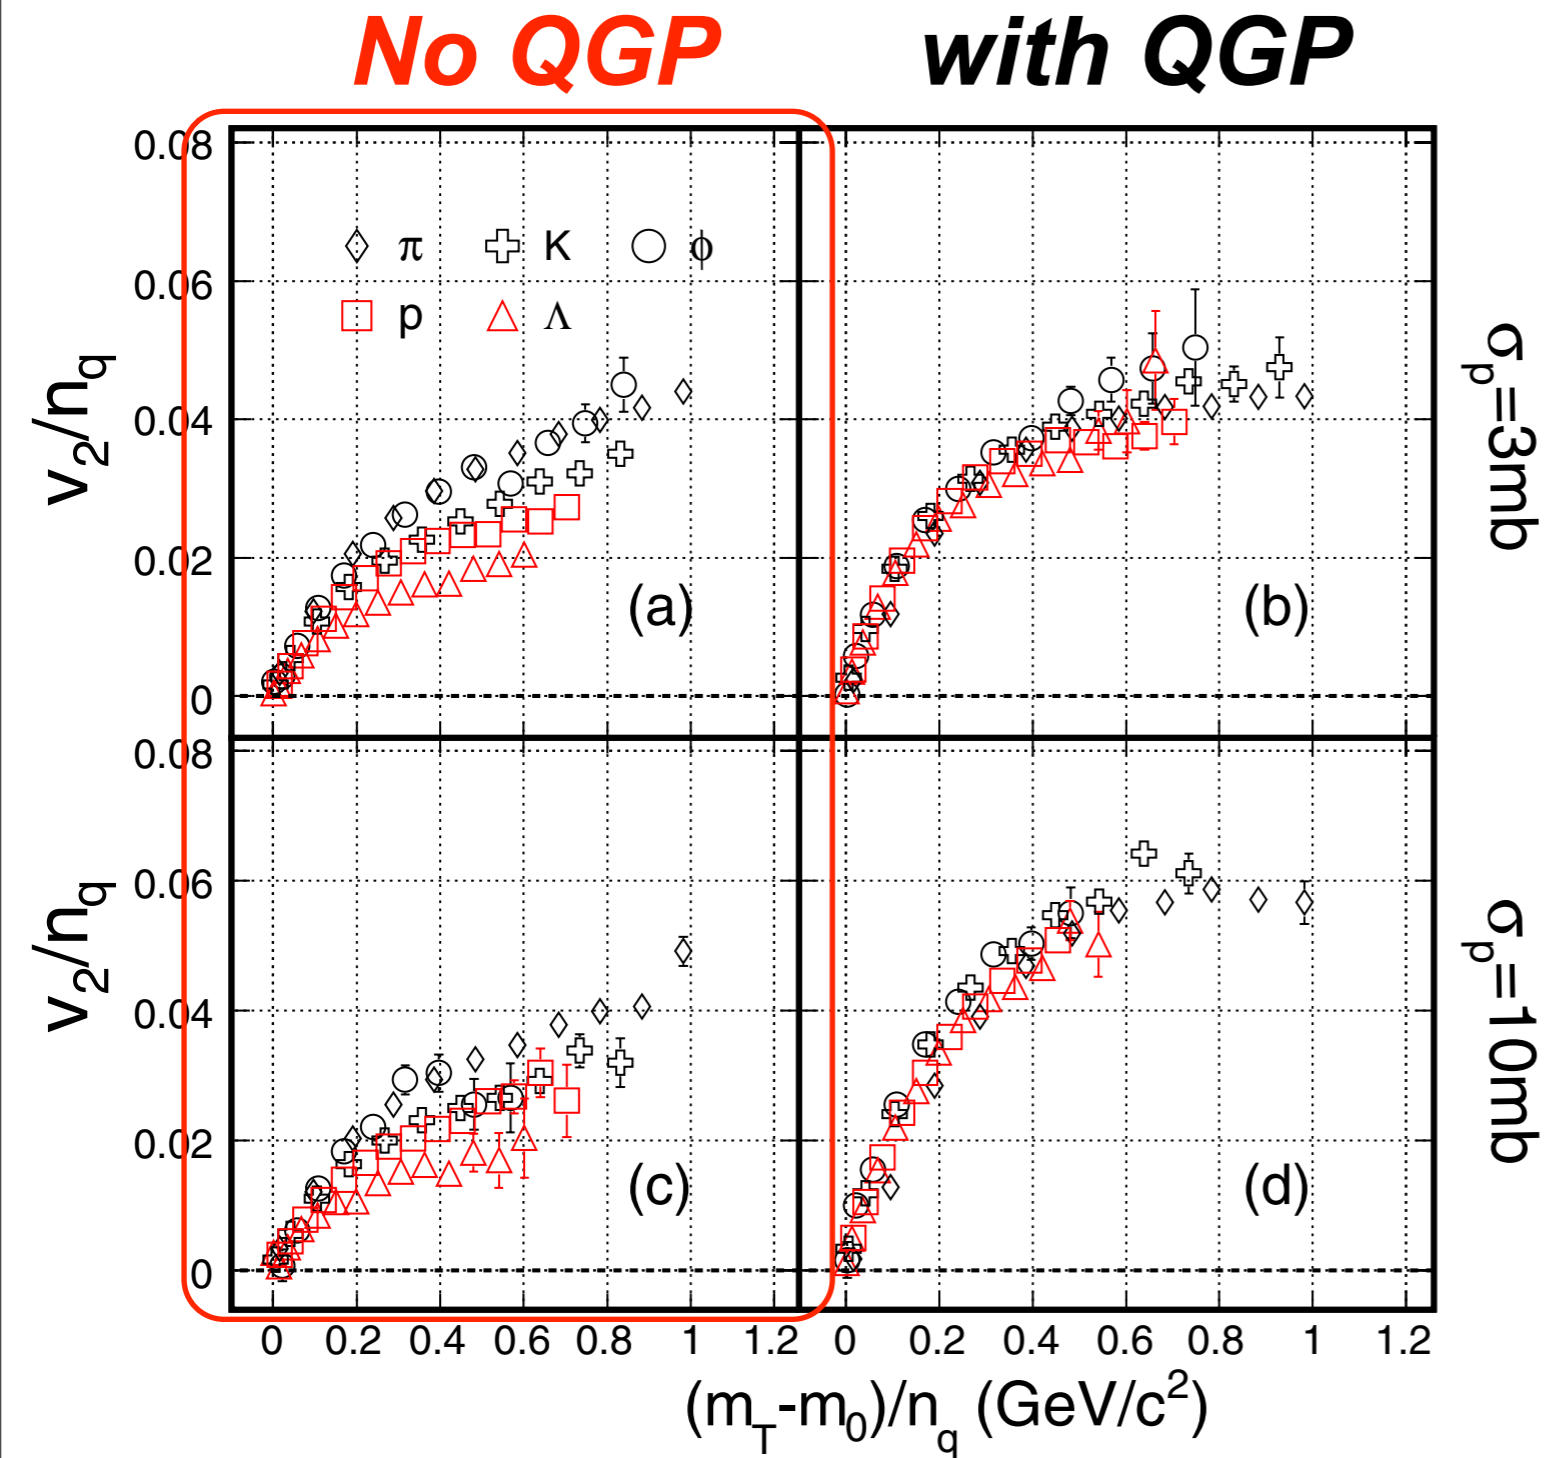 No QGP with QGP
0.08
0.06
0.04
0.02
0
v2/nq
π K ϕ
p Λ
(a)
(b)
σp=3mb
0.08
0.06
0.04
0.02
0
v2/nq
(c)
(d)
σp=10mb
0 0.2 0.4 0.6 0.8 1 1.2 0 0.2 0.4 0.6 0.8 1 1.2
(mT-m0)/nq (GeV/c²)